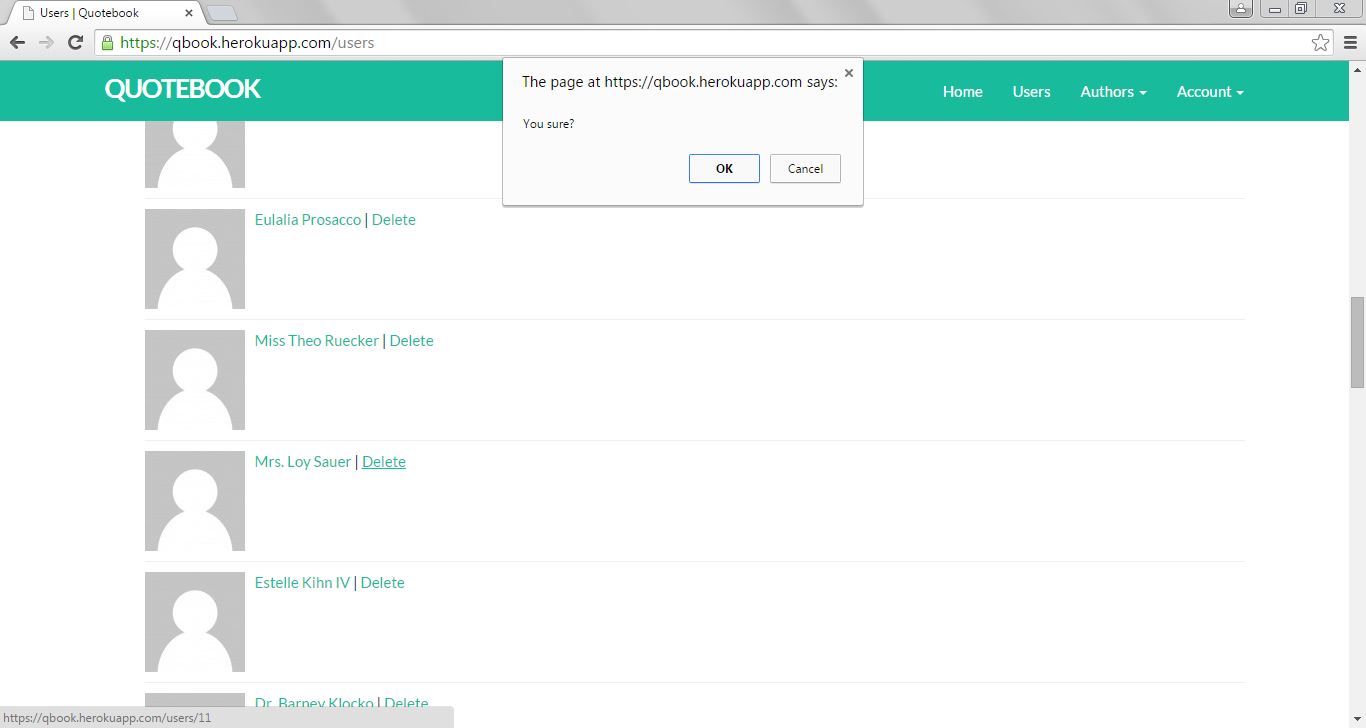 Users | Quotebook
https://qbook.herokuapp.com/users
QUOTEBOOK
Home Users Authors Account
The page at https://qbook.herokuapp.com says:
You sure?
OK Cancel
Eulalia Prosacco | Delete
Miss Theo Ruecker | Delete
Mrs. Loy Sauer | Delete
Estelle Kihn IV | Delete
Dr. Barney Klocko | Delete
https://qbook.herokuapp.com/users/11